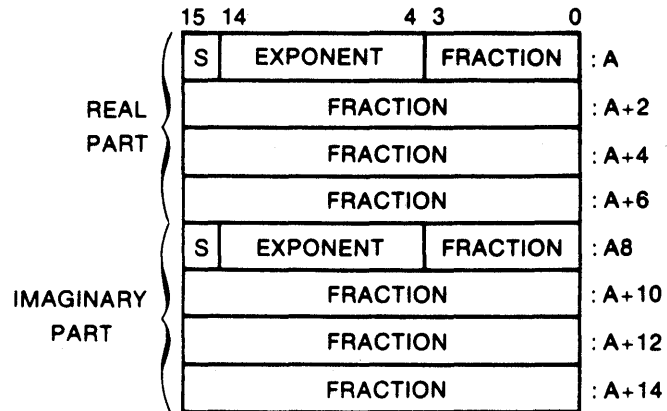 15 14 4 3 0
S EXPONENT FRACTION : A
REAL PART
FRACTION : A+2
FRACTION : A+4
FRACTION : A+6
S EXPONENT FRACTION : A8
IMAGINARY PART
FRACTION : A+10
FRACTION : A+12
FRACTION : A+14